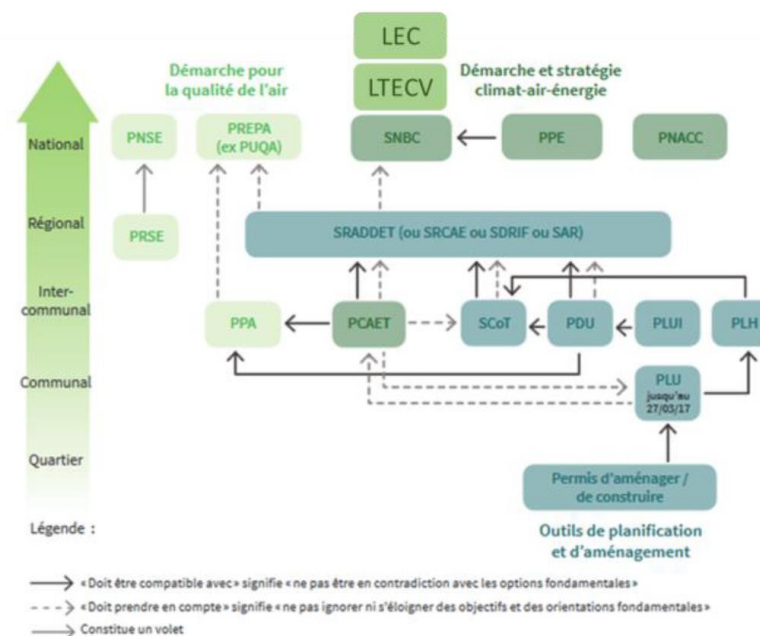 LEC
Démarche pour
la qualité de l'air
LTECV
Démarche et stratégie
climat-air-énergie
National
PNSE
PREPA
(ex PUQA)
SNBC
PPE
PNACC
Régional
PRSE
SRADDET (ou SRCAE ou SDRIF ou SAR)
Inter-
communal
PPA
PCAET
SCoT
PDU
PLUI
PLH
Communal
PLU
jusqu'au
27/03/17
Quartier
Permis d'aménager /
de construire
Légende :
Outils de planification
et d'aménagement
«Doit être compatible avec» signifie «ne pas être en contradiction avec les options fondamentales»
«Doit prendre en compte» signifie «ne pas ignorer ni s'éloigner des objectifs et des orientations fondamentales»
Constitue un volet